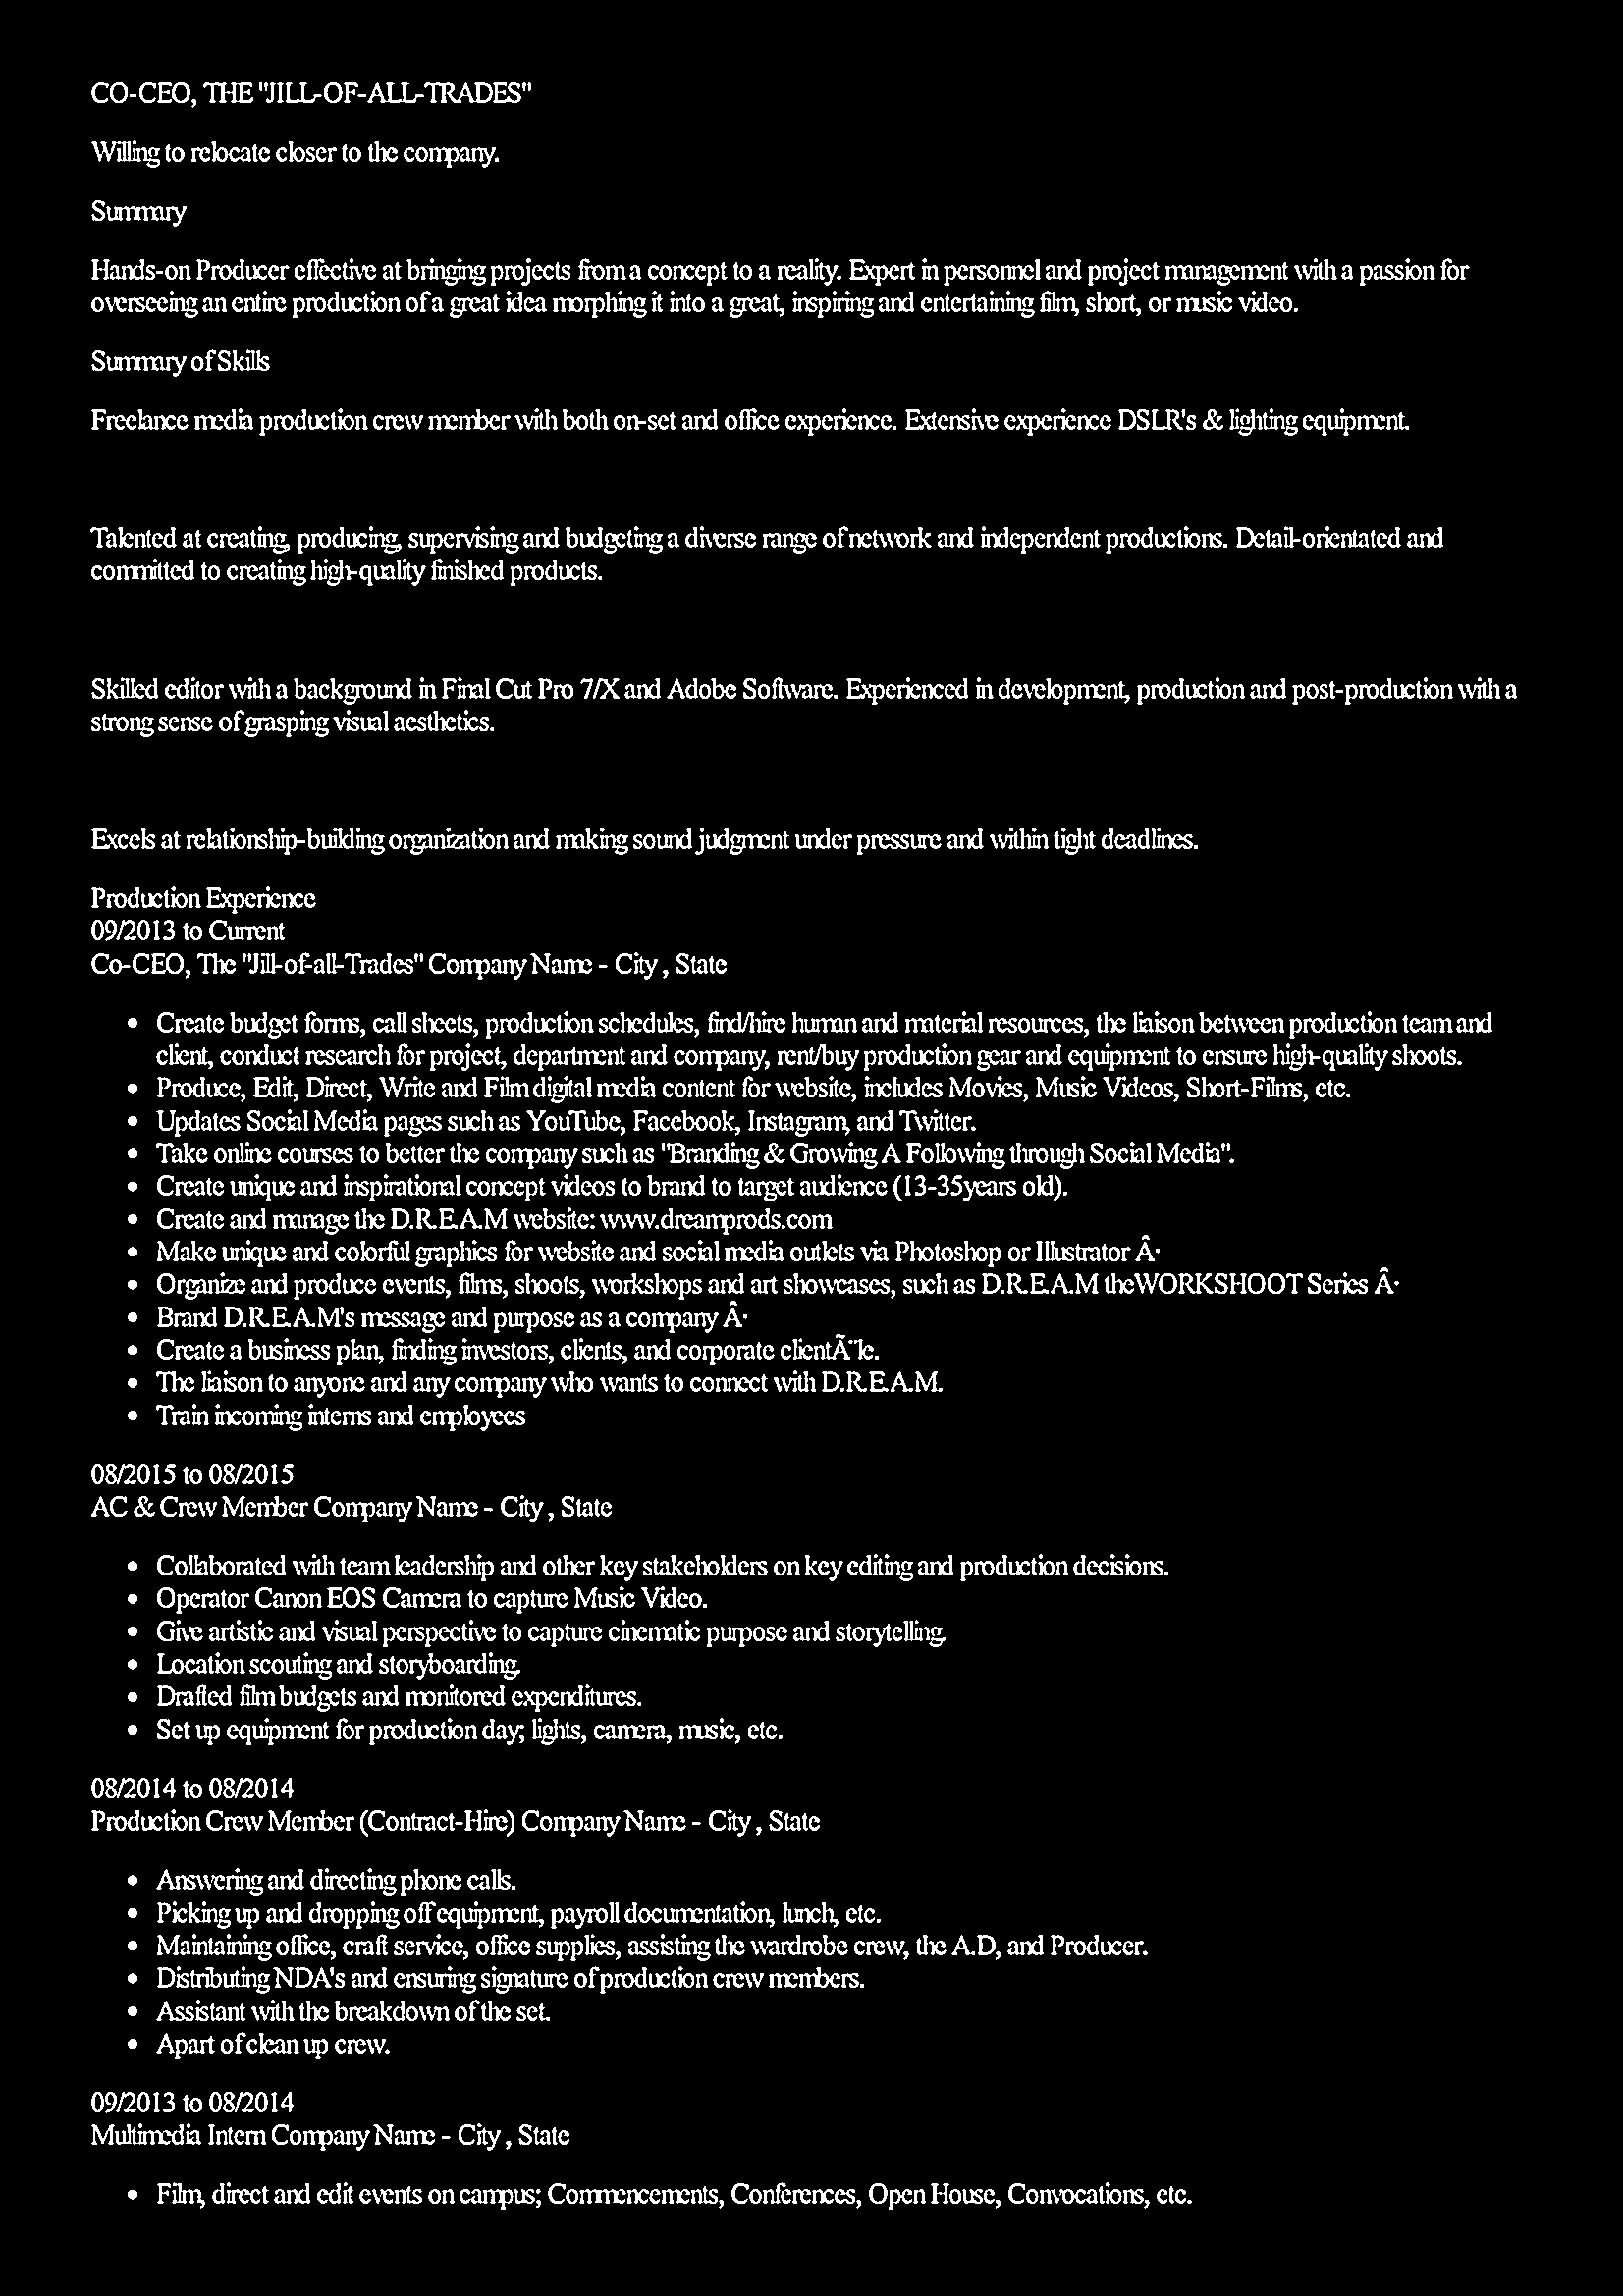 CO-CEO, THE "JILL-OF-ALL-TRADES"
Willing to relocate closer to the company.
Summary
Hands-on Producer effective at bringing projects from a concept to a reality. Expert in personnel and project management with a passion for
overseeing an entire production of a great idea morphing it into a great, inspiring and entertaining film, short, or music video.
Summary of Skills
Freelance media production crew member with both on-set and office experience. Extensive experience DSLR's & lighting equipment.
Talented at creating, producing, supervising and budgeting a diverse range of network and independent productions. Detail-orientated and
committed to creating high-quality finished products.
Skilled editor with a background in Final Cut Pro 7/X and Adobe Software. Experienced in development, production and post-production with a
strong sense of grasping visual aesthetics.
Excels at relationship-building organization and making sound judgment under pressure and within tight deadlines.
Production Experience
09/2013 to Current
Co-CEO, The "Jill-of-all-Trades" Company Name - City , State
• Create budget forms, call sheets, production schedules, find/hire human and material resources, the liaison between production team and
client, conduct research for project, department and company, rent/buy production gear and equipment to ensure high-quality shoots.
• Produce, Edit, Direct, Write and Film digital media content for website, includes Movies, Music Videos, Short-Films, etc.
• Updates Social Media pages such as YouTube, Facebook, Instagram, and Twitter.
• Take online courses to better the company such as "Branding & Growing A Following through Social Media".
• Create unique and inspirational concept videos to brand to target audience (13-35years old).
• Create and manage the D.R.E.A.M website: www.dreamprods.com
• Make unique and colorful graphics for website and social media outlets via Photoshop or Illustrator Â·
• Organize and produce events, films, shoots, workshops and art showcases, such as D.R.E.A.M theWORKSHOOT Series Â·
• Brand D.R.E.A.M's message and purpose as a company Â·
• Create a business plan, finding investors, clients, and corporate clientÃ¨le.
• The liaison to anyone and any company who wants to connect with D.R.E.A.M.
• Train incoming interns and employees
08/2015 to 08/2015
AC & Crew Member Company Name - City , State
• Collaborated with team leadership and other key stakeholders on key editing and production decisions.
• Operator Canon EOS Camera to capture Music Video.
• Give artistic and visual perspective to capture cinematic purpose and storytelling.
• Location scouting and storyboarding.
• Drafted film budgets and monitored expenditures.
• Set up equipment for production day; lights, camera, music, etc.
08/2014 to 08/2014
Production Crew Member (Contract-Hire) Company Name - City , State
• Answering and directing phone calls.
• Picking up and dropping off equipment, payroll documentation, lunch, etc.
• Maintaining office, craft service, office supplies, assisting the wardrobe crew, the A.D, and Producer.
• Distributing NDA's and ensuring signature of production crew members.
• Assistant with the breakdown of the set.
• Apart of clean up crew.
09/2013 to 08/2014
Multimedia Intern Company Name - City , State
• Film, direct and edit events on campus; Commencements, Conferences, Open House, Convocations, etc.